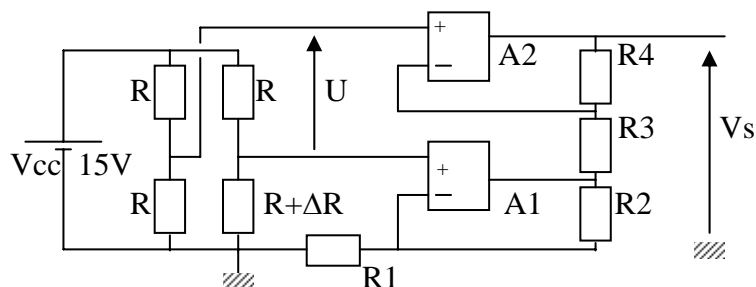 +
A2
R4
R
R
U
−
R3
Vs
Vcc 15V
+
R
R+ΔR
−
A1
R2
R1